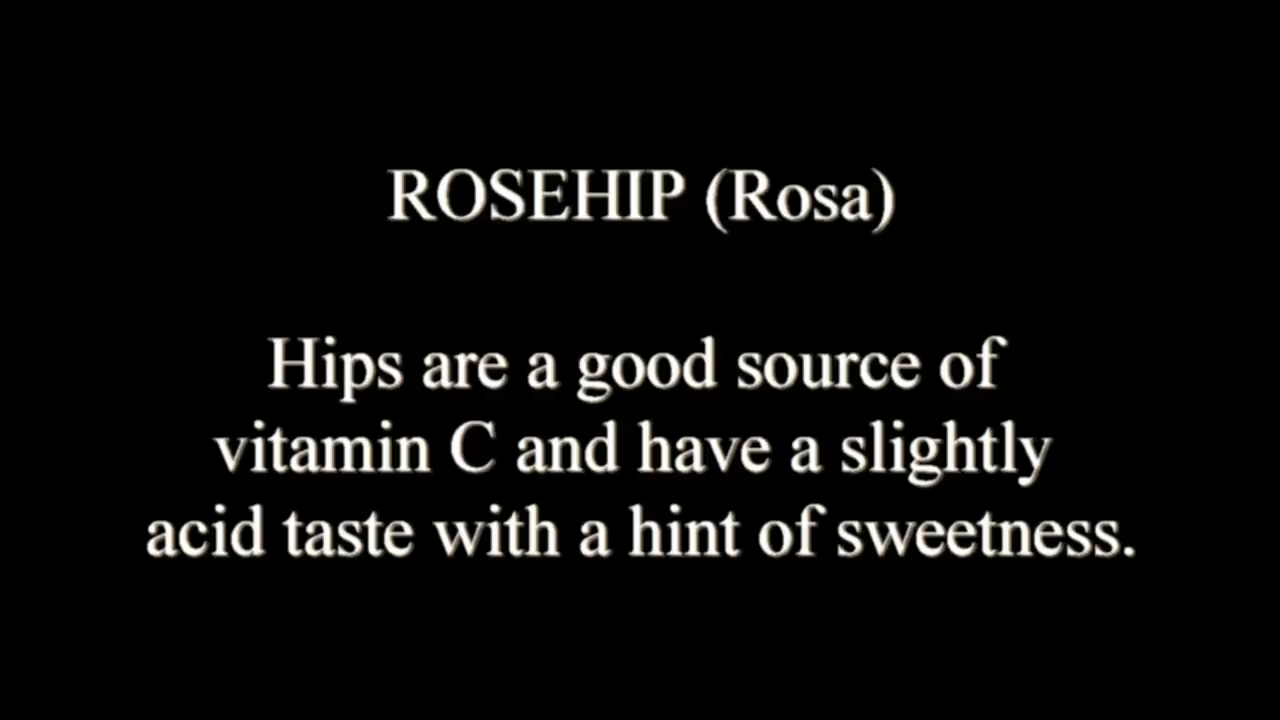 ROSEHIP (Rosa)
Hips are a good source of
vitamin C and have a slightly
acid taste with a hint of sweetness.